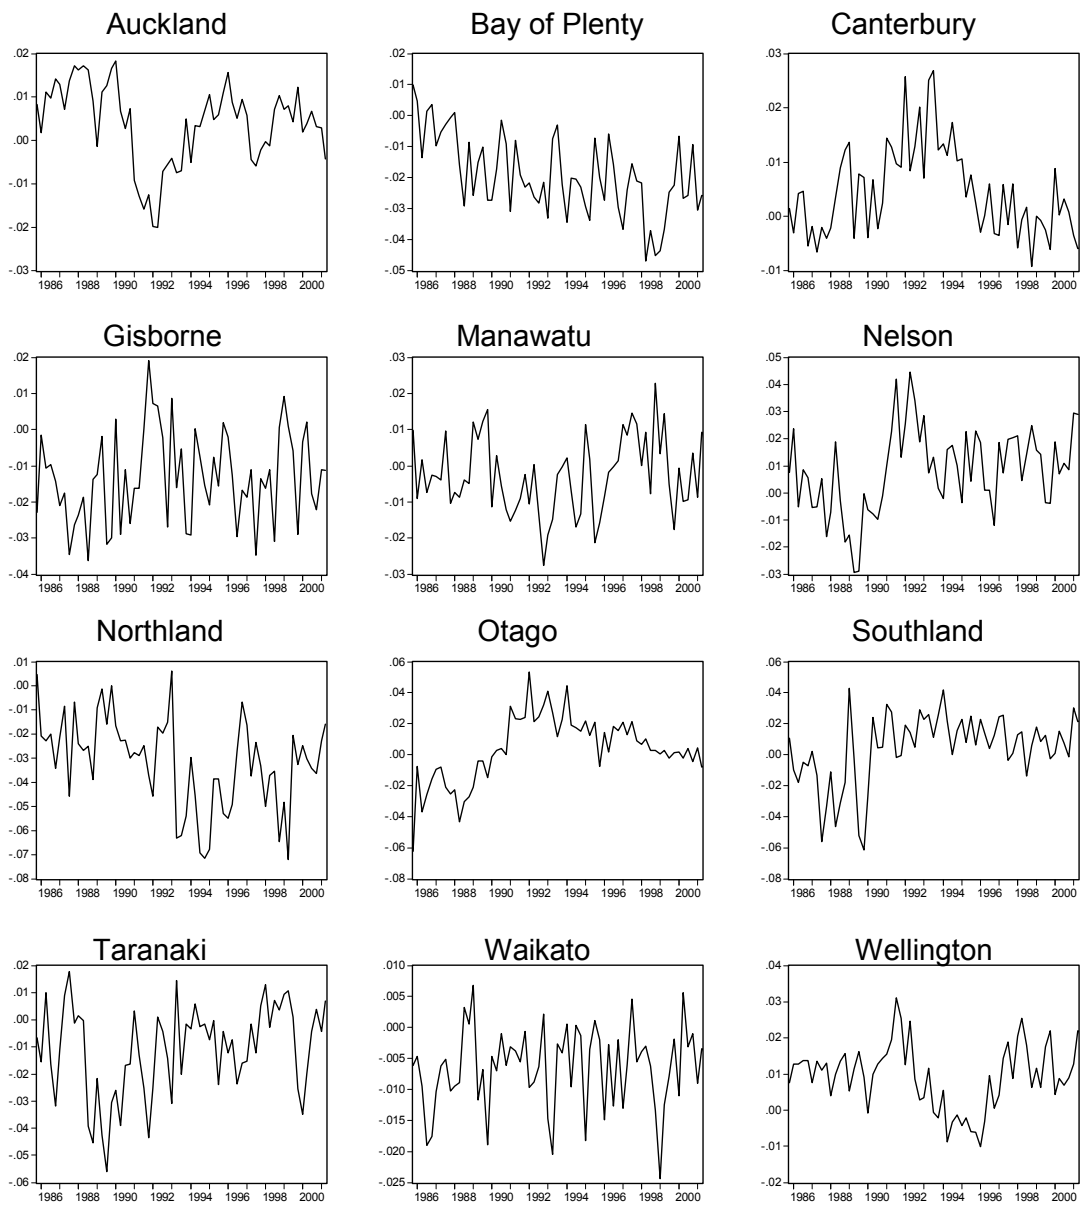 Auckland Bay of Plenty Canterbury
.02 .02 .03
.01
.01 .02
.00
.00 -.01 .01
-.01 -.02
-.03 .00
-.02
-.04
-.03 -.05 -.01
1986 1988 1990 1992 1994 1996 1998 2000 1986 1988 1990 1992 1994 1996 1998 2000 1986 1988 1990 1992 1994 1996 1998 2000
Gisborne Manawatu Nelson
.02 .03 .05
.04
.01 .02
.03
.00 .01 .02
-.01 .00 .01
.00
-.02 -.01
-.01
-.03 -.02
-.02
-.04 -.03 -.03
1986 1988 1990 1992 1994 1996 1998 2000 1986 1988 1990 1992 1994 1996 1998 2000 1986 1988 1990 1992 1994 1996 1998 2000
Northland Otago Southland
.01 .06 .06
.00
.04 .04
-.01
-.02 .02 .02
-.03 .00 .00
-.04
-.02 -.02
-.05
-.04 -.04
-.06
-.07 -.06 -.06
-.08 -.08 -.08
1986 1988 1990 1992 1994 1996 1998 2000 1986 1988 1990 1992 1994 1996 1998 2000 1986 1988 1990 1992 1994 1996 1998 2000
Taranaki Waikato Wellington
.02 .010 .04
.01 .005
.03
.00 .000
-.01 .02
-.005
-.02 .01
-.010
-.03
-.015 .00
-.04
-.020 -.01
-.05
-.06 -.025 -.02
1986 1988 1990 1992 1994 1996 1998 2000 1986 1988 1990 1992 1994 1996 1998 2000 1986 1988 1990 1992 1994 1996 1998 2000